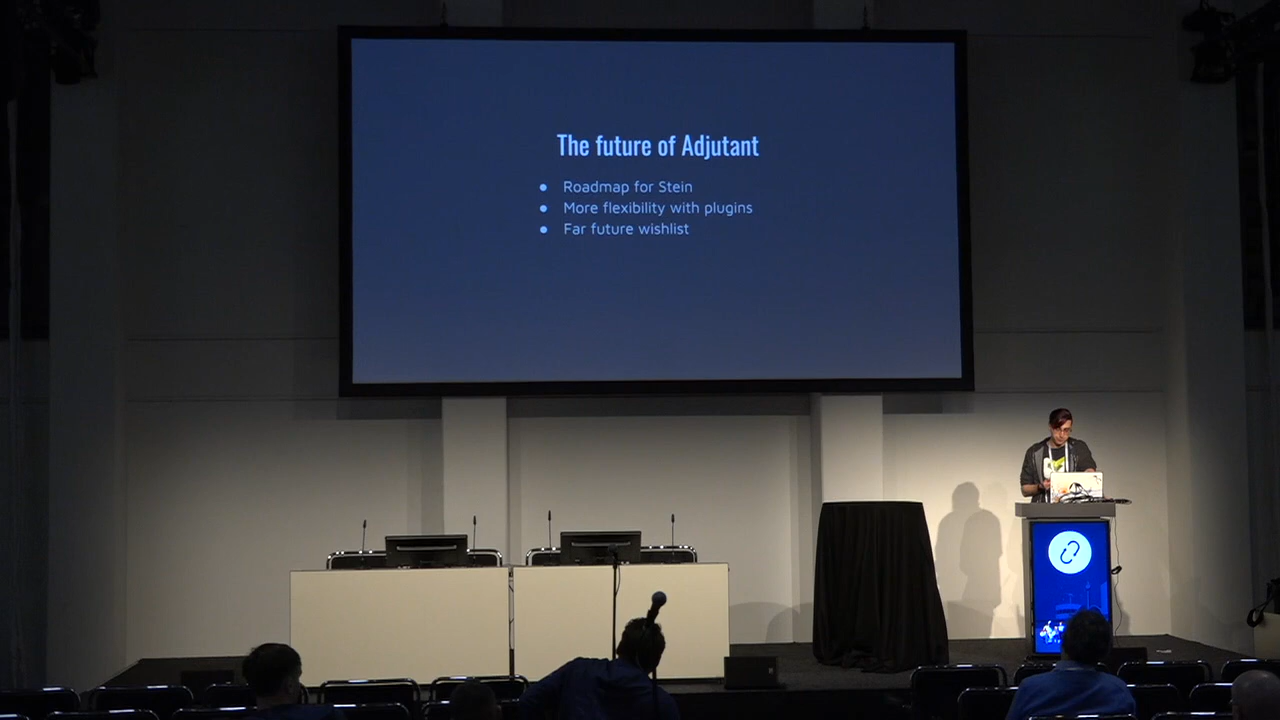 The future of Adjutant
● Roadmap for Stein
● More flexibility with plugins
● Far future wishlist